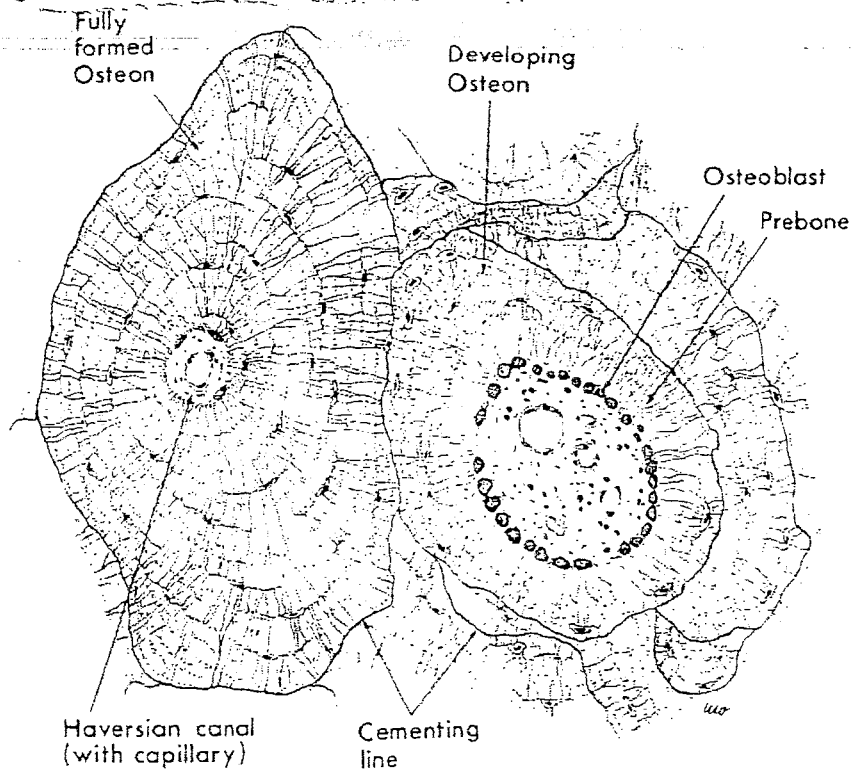 Fully
formed
Osteon
Developing
Osteon
Osteoblast
Prebone
Haversian canal
(with capillary)
Cementing
line